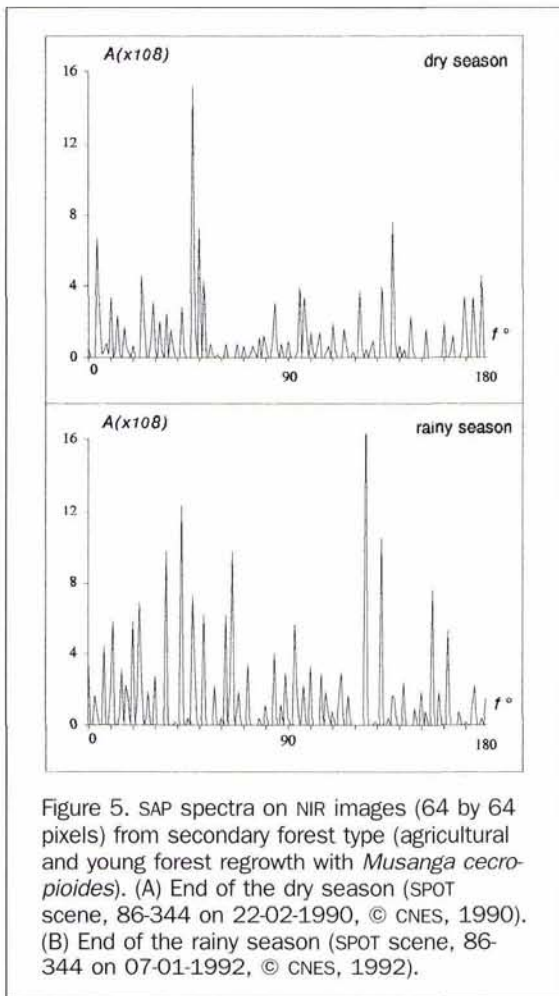 A(x108)
dry season
16
12
8
4
0
0
90
180
f °
A(x108)
rainy season
16
12
8
4
0
0
90
180
f °
Figure 5. SAP spectra on NIR images (64 by 64
pixels) from secondary forest type (agricultural
and young forest regrowth with Musanga cecro-
pioides). (A) End of the dry season (SPOT
scene, 86-344 on 22-02-1990, © CNES, 1990).
(B) End of the rainy season (SPOT scene, 86-
344 on 07-01-1992, © CNES, 1992).